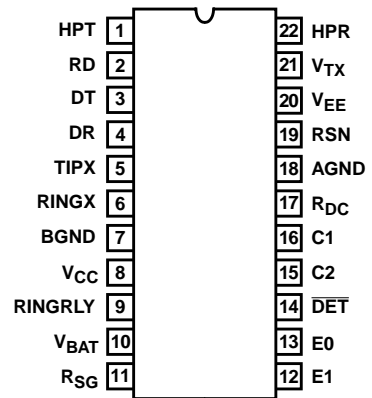 HPT 1 22 HPR
RD 2 21 VTX
DT 3 20 VEE
DR 4 19 RSN
TIPX 5 18 AGND
RINGX 6 17 RDC
BGND 7 16 C1
VCC 8 15 C2
RINGRLY 9 14 DET
VBAT 10 13 E0
RSG 11 12 E1